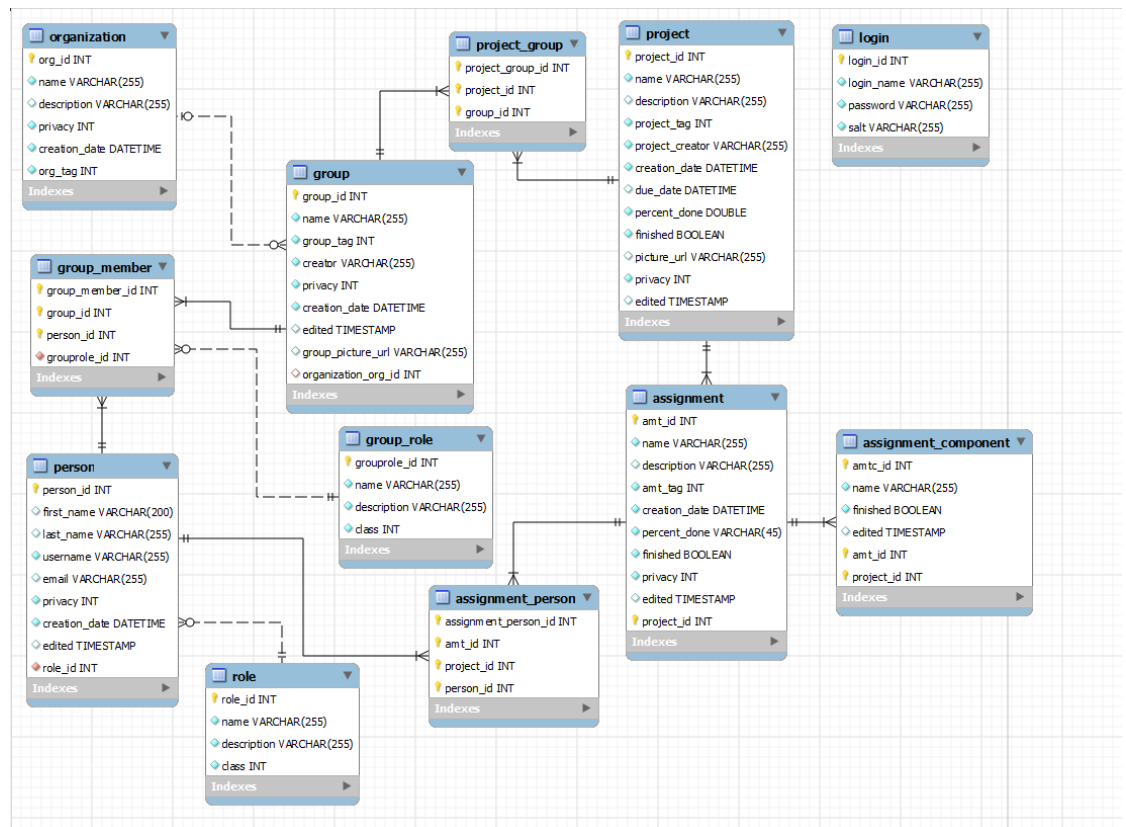 organization
org_id INT
name VARCHAR(255)
description VARCHAR(255)
privacy INT
creation_date DATETIME
org_tag INT
Indexes
project_group
project_group_id INT
project_id INT
group_id INT
Indexes
project
project_id INT
name VARCHAR(255)
description VARCHAR(255)
project_tag INT
project_creator VARCHAR(255)
creation_date DATETIME
due_date DATETIME
percent_done DOUBLE
finished BOOLEAN
picture_url VARCHAR(255)
privacy INT
edited TIMESTAMP
Indexes
login
login_id INT
login_name VARCHAR(255)
password VARCHAR(255)
salt VARCHAR(255)
Indexes
group
group_id INT
name VARCHAR(255)
group_tag INT
creator VARCHAR(255)
privacy INT
creation_date DATETIME
edited TIMESTAMP
group_picture_url VARCHAR(255)
organization_org_id INT
Indexes
group_member
group_member_id INT
group_id INT
person_id INT
grouprole_id INT
Indexes
group_role
grouprole_id INT
name VARCHAR(255)
description VARCHAR(255)
class INT
Indexes
assignment
amt_id INT
name VARCHAR(255)
description VARCHAR(255)
amt_tag INT
creation_date DATETIME
percent_done VARCHAR(45)
finished BOOLEAN
privacy INT
edited TIMESTAMP
project_id INT
Indexes
assignment_component
amtc_id INT
name VARCHAR(255)
finished BOOLEAN
edited TIMESTAMP
amt_id INT
project_id INT
Indexes
person
person_id INT
first_name VARCHAR(200)
last_name VARCHAR(255)
username VARCHAR(255)
email VARCHAR(255)
privacy INT
creation_date DATETIME
edited TIMESTAMP
role_id INT
Indexes
assignment_person
assignment_person_id INT
amt_id INT
project_id INT
person_id INT
Indexes
role
role_id INT
name VARCHAR(255)
description VARCHAR(255)
class INT
Indexes